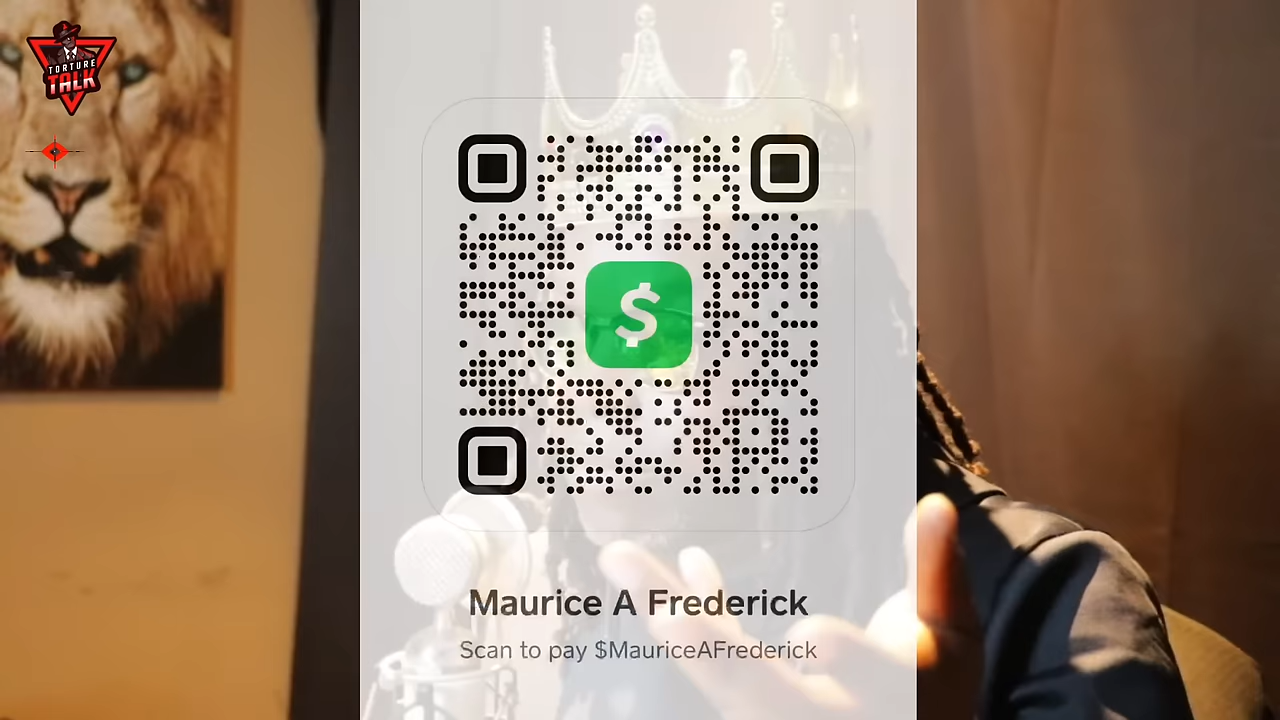 TORTURE
TALK
$
Maurice A Frederick
Scan to pay $MauriceAFrederick